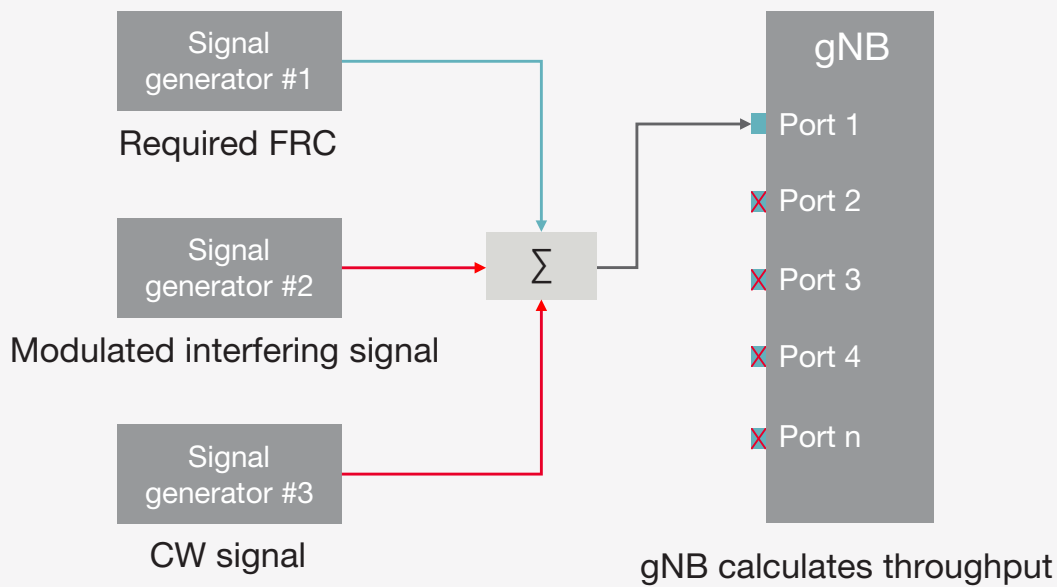 Signal
generator #1
Required FRC
Signal
generator #2
Modulated interfering signal
Signal
generator #3
CW signal
∑
gNB
Port 1
Port 2
Port 3
Port 4
Port n
gNB calculates throughput